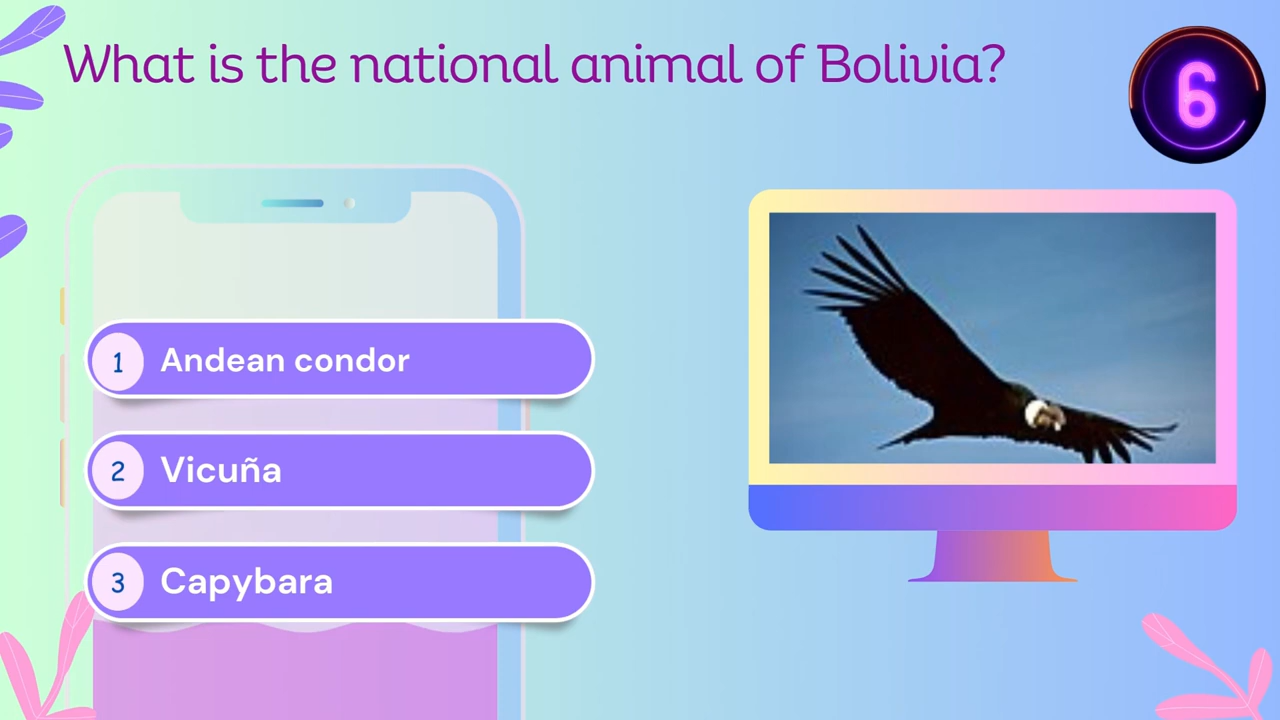 What is the national animal of Bolivia?
6
1 Andean condor
2 Vicuña
3 Capybara